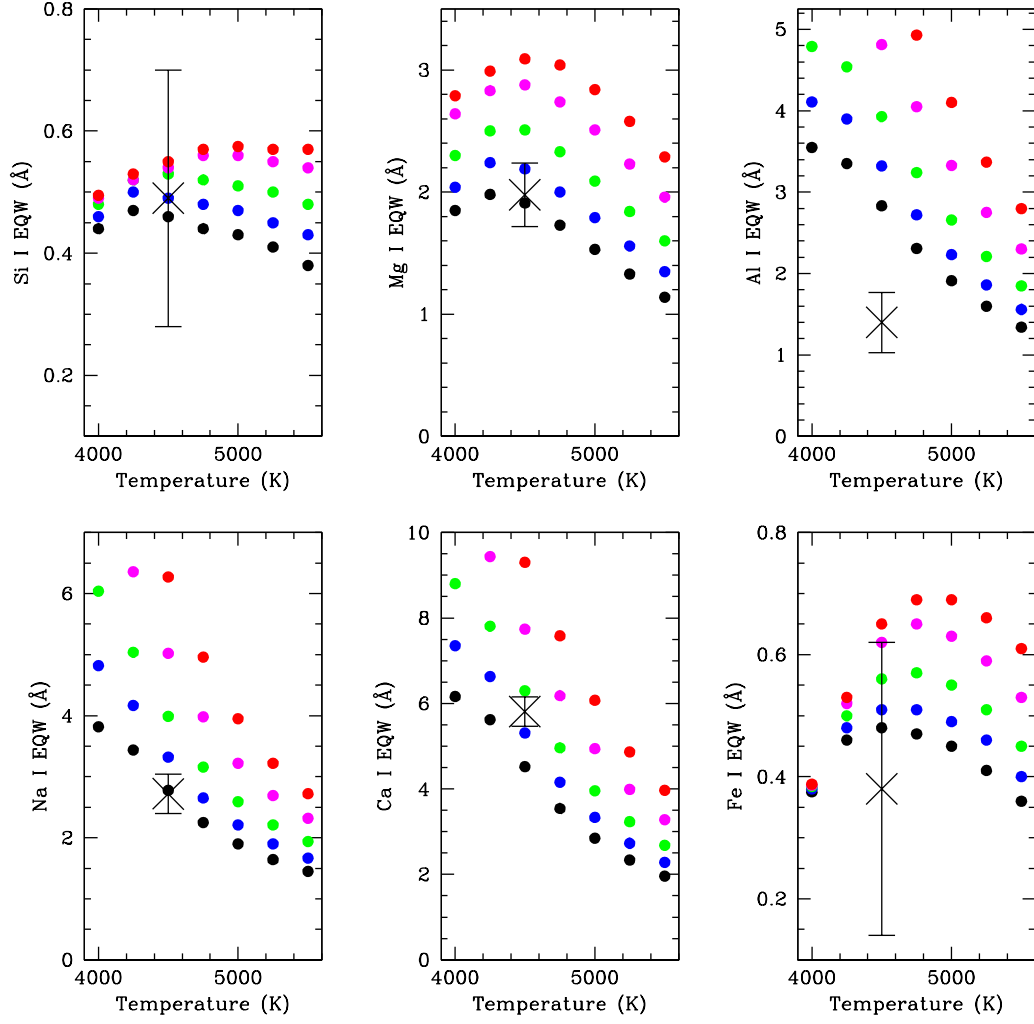 0.8
0.6
0.4
0.2
Si I EQW (Å)
4000 5000
Temperature (K)
3
2
1
0
Mg I EQW (Å)
4000 5000
Temperature (K)
5
4
3
2
1
0
Al I EQW (Å)
4000 5000
Temperature (K)
6
4
2
0
Na I EQW (Å)
4000 5000
Temperature (K)
10
8
6
4
2
0
Ca I EQW (Å)
4000 5000
Temperature (K)
0.8
0.6
0.4
0.2
Fe I EQW (Å)
4000 5000
Temperature (K)